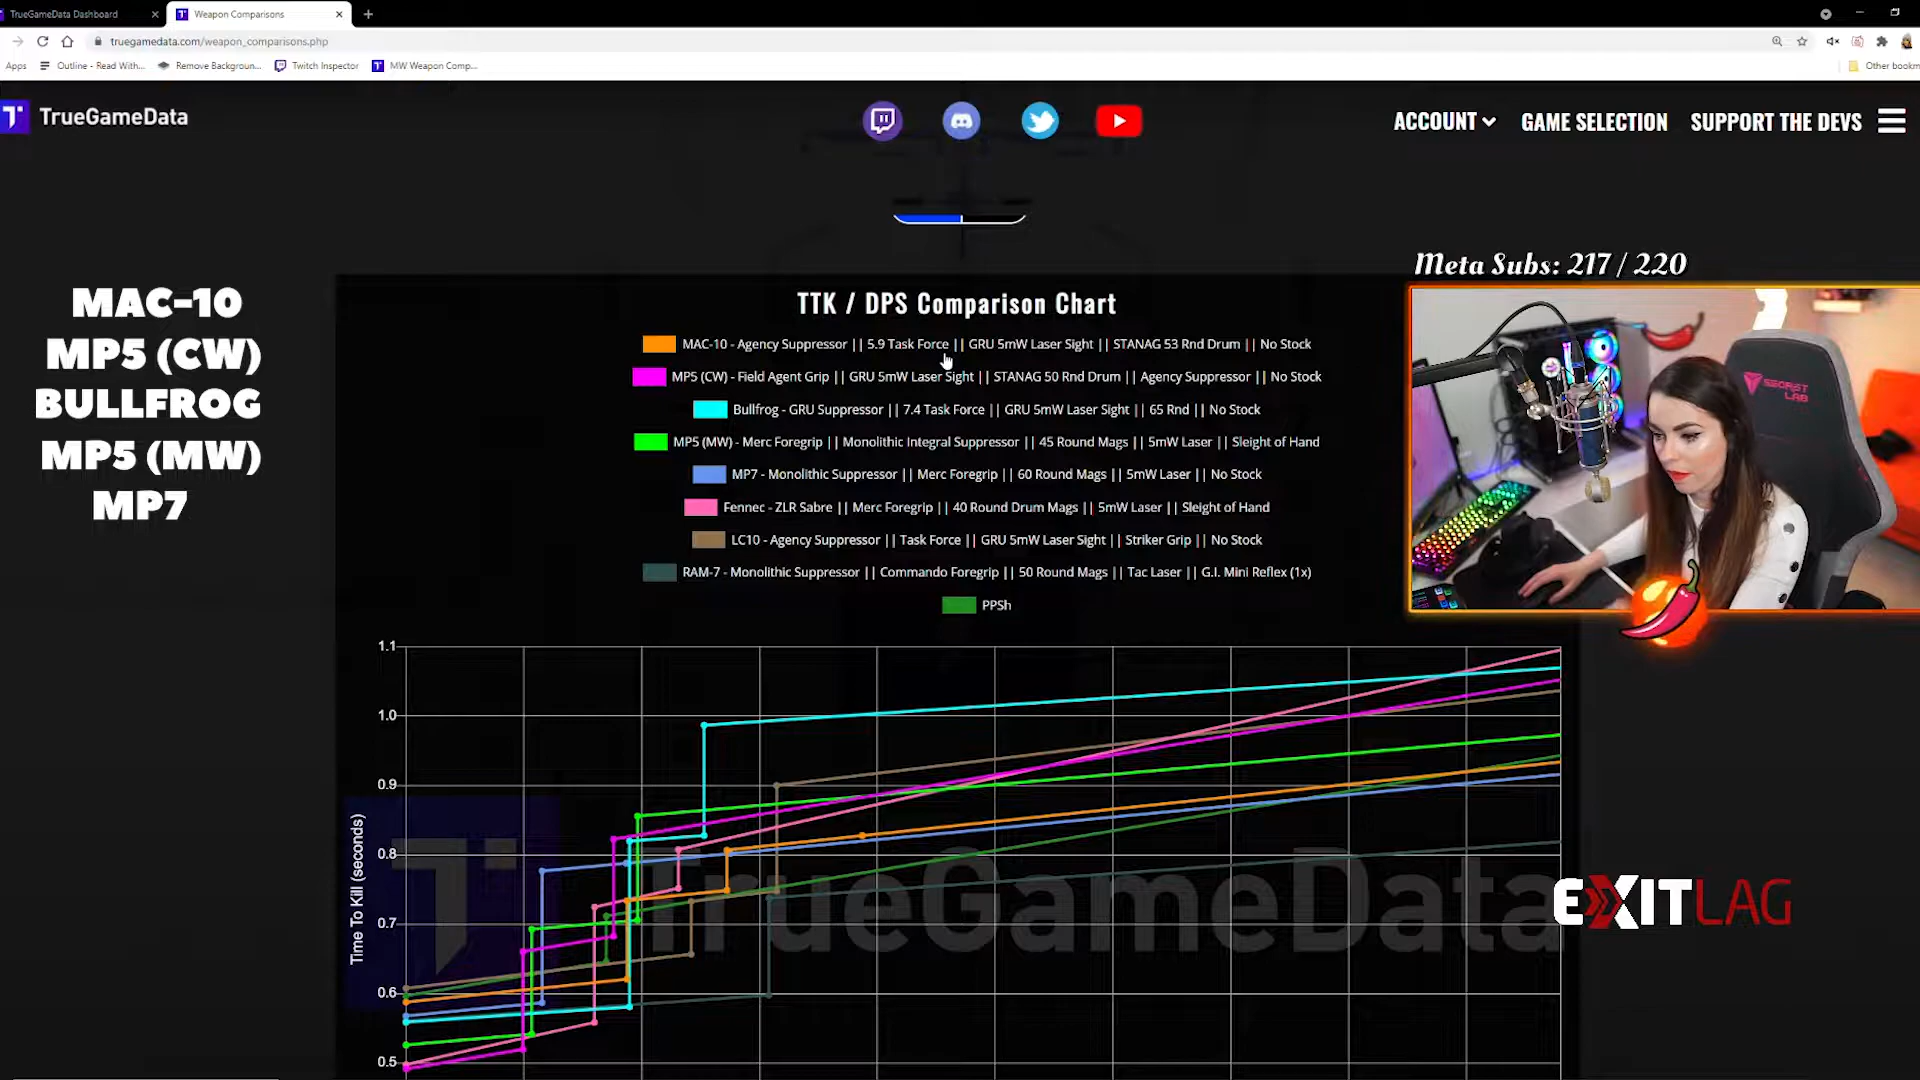 TrueGameData Dashboard
Weapon Comparisons
truegamedata.com/weapon_comparisons.php
Apps
Outline - Read With...
Remove Backgroun...
Twitch Inspector
MW Weapon Comp...
Other bookm
TrueGameData
ACCOUNT
GAME SELECTION
SUPPORT THE DEVS
Meta Subs: 217 / 220
MAC-10
MP5 (CW)
BULLFROG
MP5 (MW)
MP7
TTK / DPS Comparison Chart
MAC-10 - Agency Suppressor || 5.9 Task Force || GRU 5mW Laser Sight || STANAG 53 Rnd Drum || No Stock
MP5 (CW) - Field Agent Grip || GRU 5mW Laser Sight || STANAG 50 Rnd Drum || Agency Suppressor || No Stock
Bullfrog - GRU Suppressor || 7.4 Task Force || GRU 5mW Laser Sight || 65 Rnd || No Stock
MP5 (MW) - Merc Foregrip || Monolithic Integral Suppressor || 45 Round Mags || 5mW Laser || Sleight of Hand
MP7 - Monolithic Suppressor || Merc Foregrip || 60 Round Mags || 5mW Laser || No Stock
Fennec - ZLR Sabre || Merc Foregrip || 40 Round Drum Mags || 5mW Laser || Sleight of Hand
LC10 - Agency Suppressor || Task Force || GRU 5mW Laser Sight || Striker Grip || No Stock
RAM-7 - Monolithic Suppressor || Commando Foregrip || 50 Round Mags || Tac Laser || G.I. Mini Reflex (1x)
PPSh
SECRET LAB
1.1
1.0
0.9
0.8
0.7
0.6
0.5
Time To Kill (seconds)
TrueGameData
EXITLAG